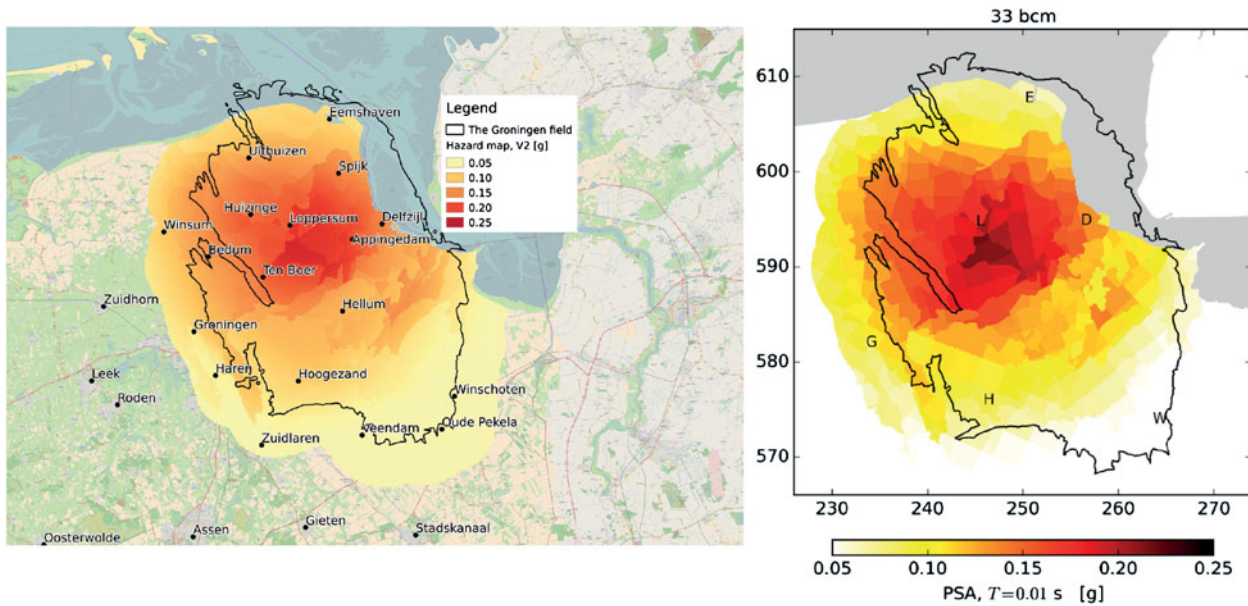 Eemshaven
Uithuizen
Spijk
Huizinge
Loppersum
Delfzijl
Winsum
Appingedam
Bedum
Ten Boer
Zuidhorn
Hellum
Groningen
Leek
Haren
Hoogezand
Winschoten
Roden
Zuidlaren
Veendam
Oude Pekela
Assen
Gieten
Stadskanaal
Oosterwolde
Legend
The Groningen field
Hazard map, V2 [g]
0.05
0.10
0.15
0.20
0.25
33 bcm
610
600
590
580
570
E
L
D
G
H
W
230
240
250
260
270
0.05
0.10
0.15
0.20
0.25
PSA, T=0.01 s [g]